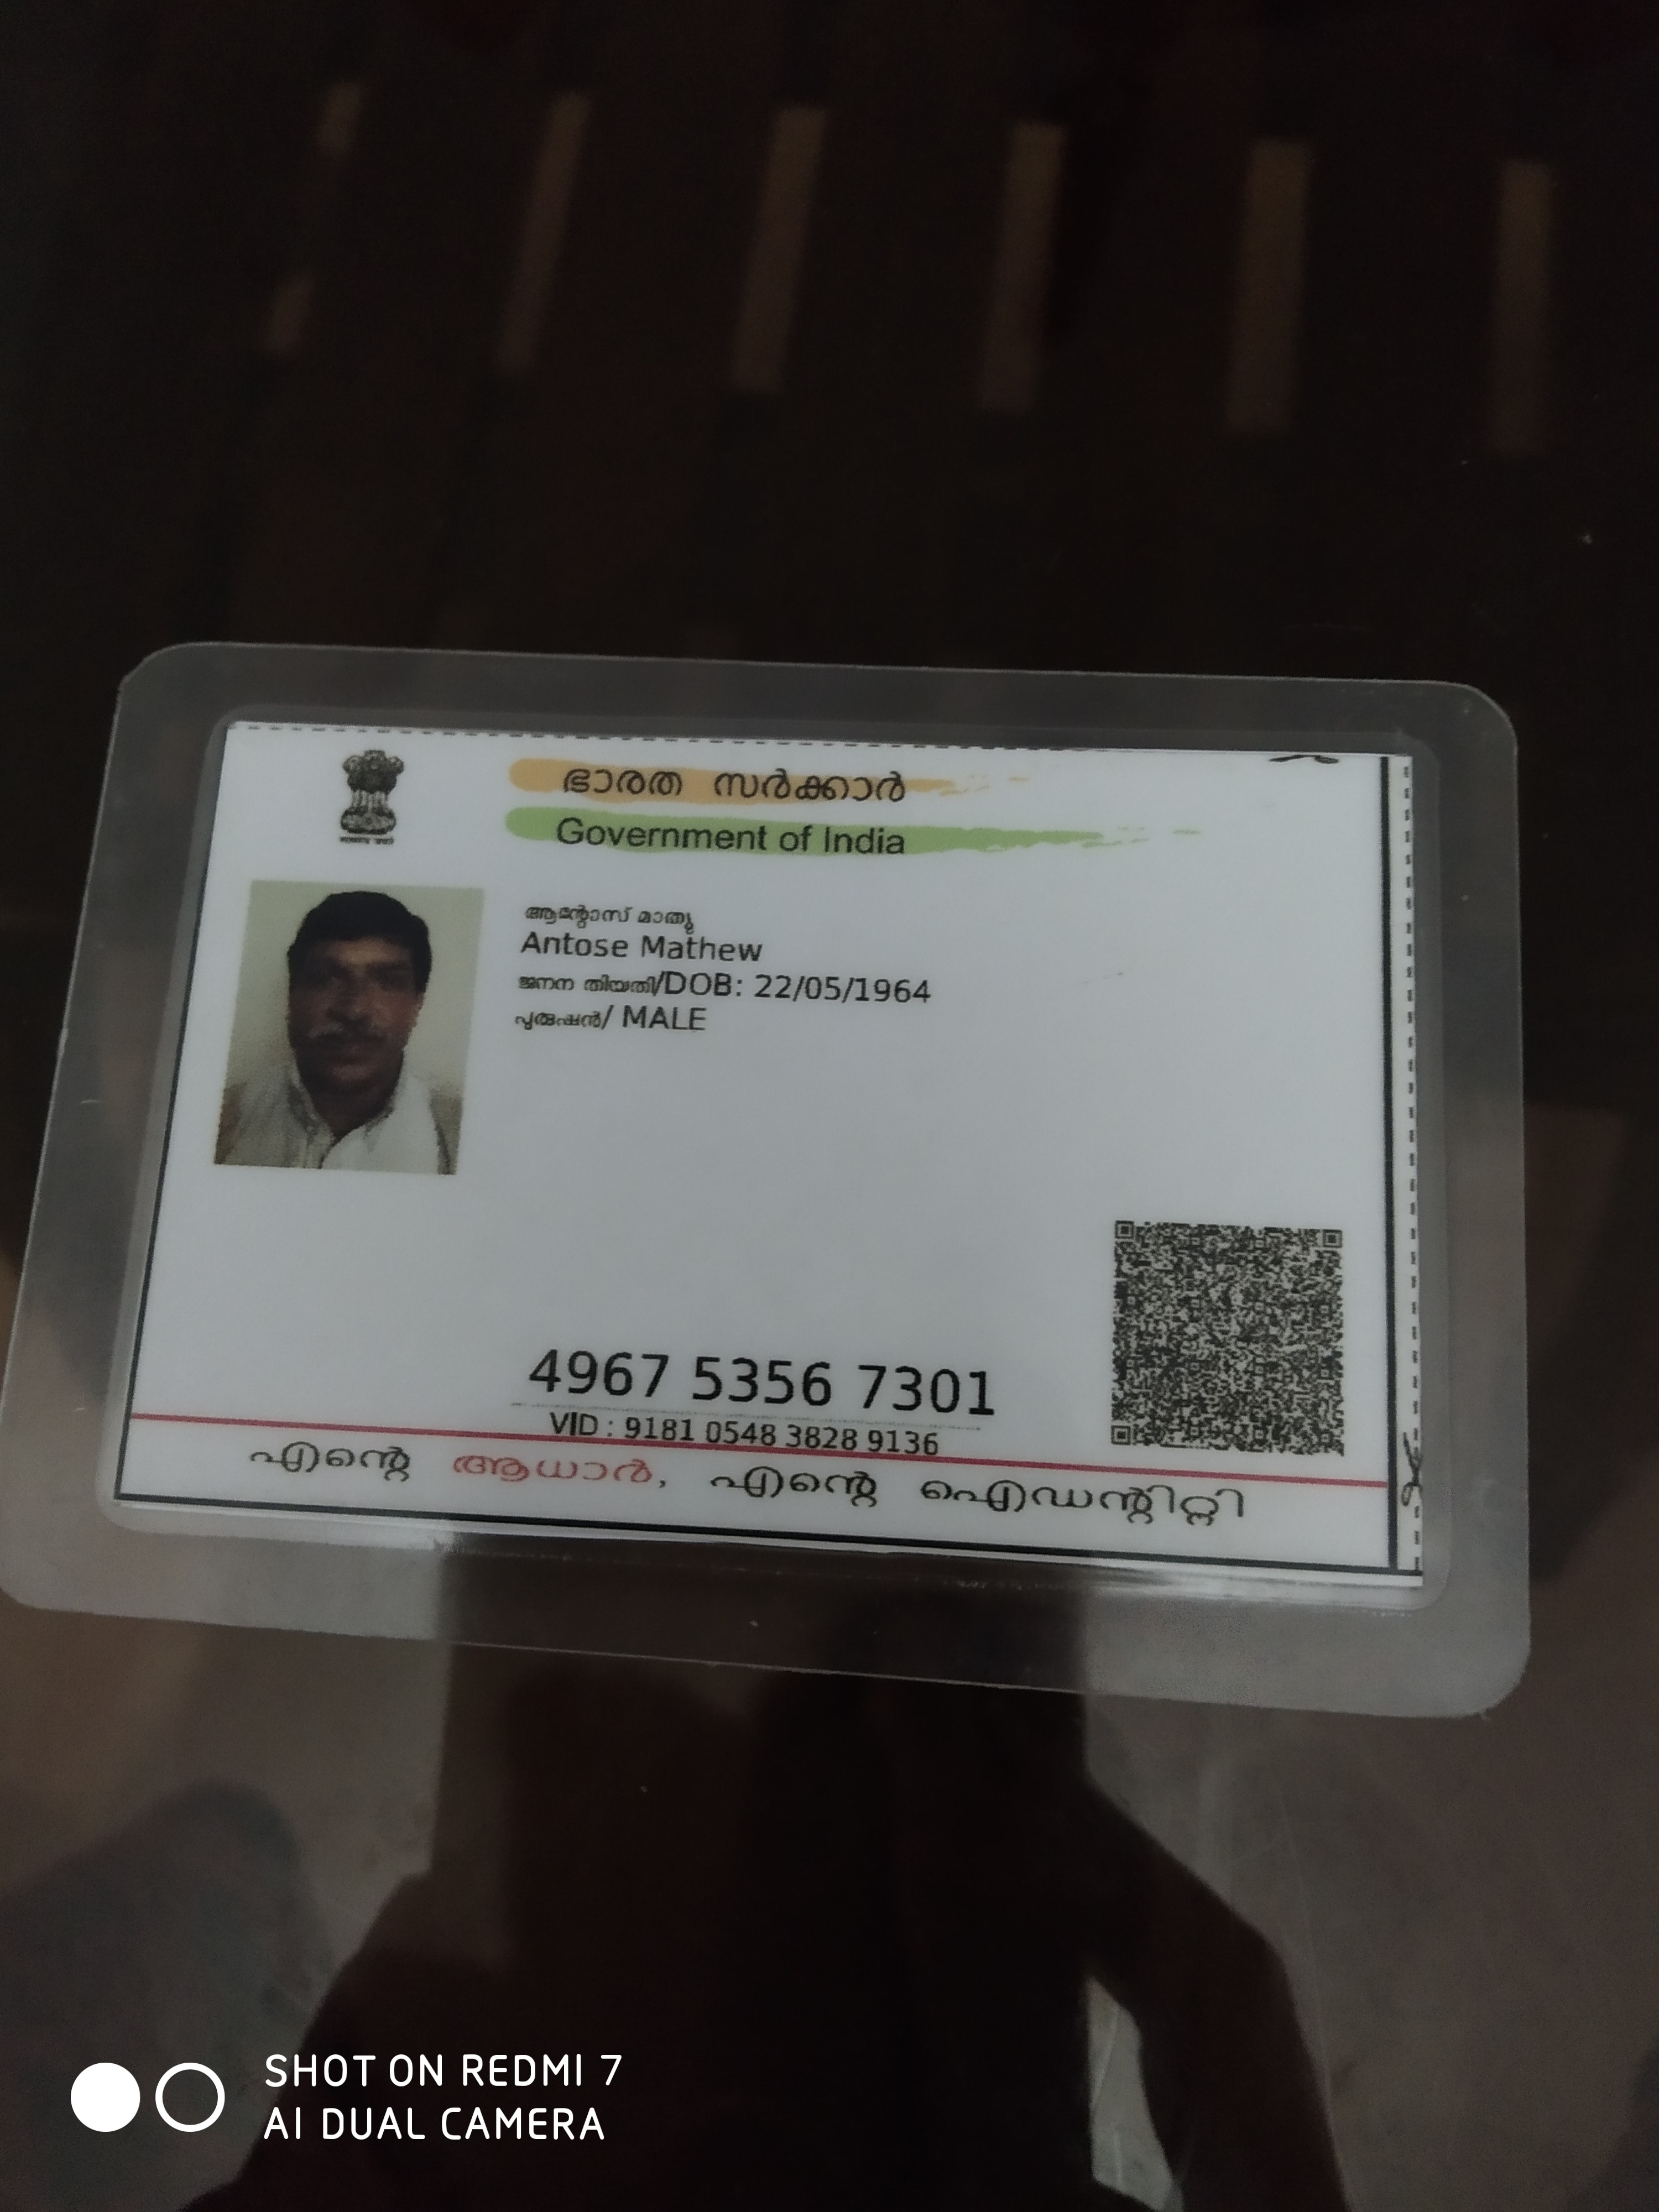 ഭാരത സർക്കാർ
Government of India
ആന്റോസ് മാത്യു
Antose Mathew
ജനന തിയതി/DOB: 22/05/1964
പുരുഷൻ/ MALE
4967 5356 7301
VID : 9181 0548 3828 9136
എന്റെ ആധാർ, എന്റെ ഐഡന്റിറ്റി
SHOT ON REDMI 7
AI DUAL CAMERA